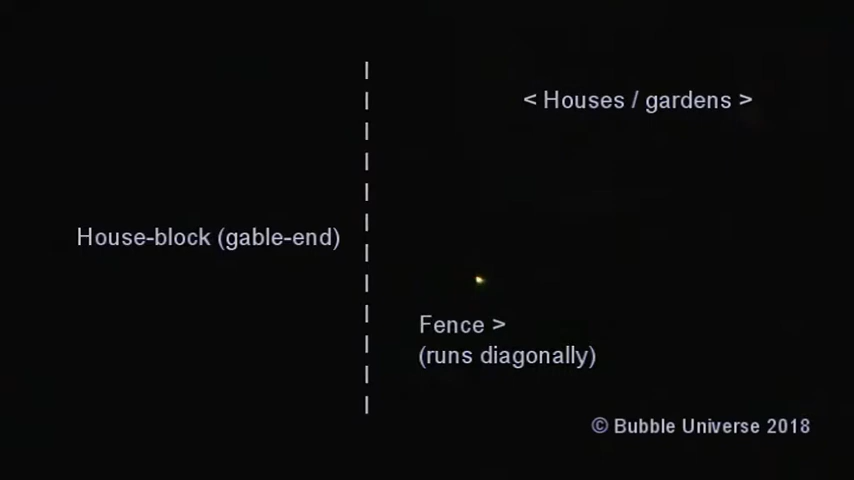 < Houses / gardens >
House-block (gable-end)
Fence >
(runs diagonally)
© Bubble Universe 2018